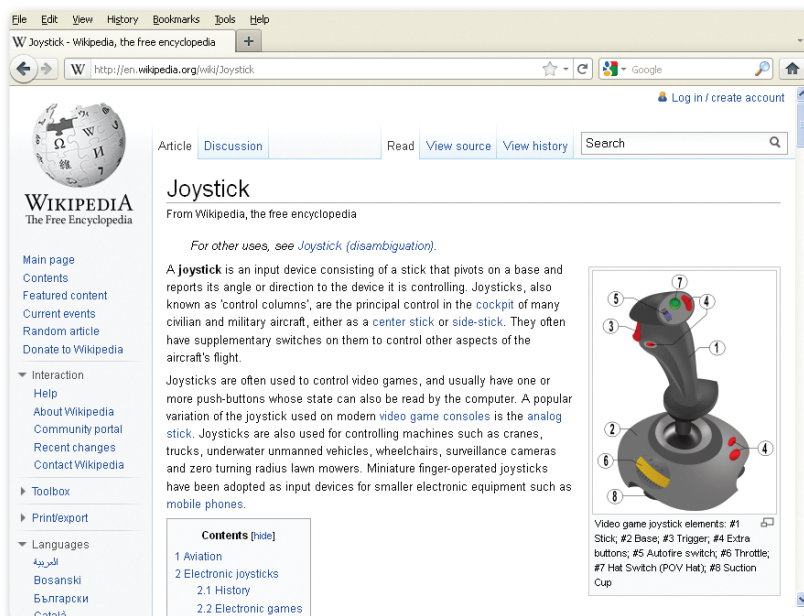 File Edit View History Bookmarks Tools Help
W Joystick - Wikipedia, the free encyclopedia +
W http://en.wikipedia.org/wiki/Joystick Google
Log in / create account
Article Discussion Read View source View history Search
WIKIPEDIA
The Free Encyclopedia
Main page
Contents
Featured content
Current events
Random article
Donate to Wikipedia
Interaction
Help
About Wikipedia
Community portal
Recent changes
Contact Wikipedia
Toolbox
Print/export
Languages
العربية
Bosanski
Български
Català
Joystick
From Wikipedia, the free encyclopedia
For other uses, see Joystick (disambiguation).
A joystick is an input device consisting of a stick that pivots on a base and
reports its angle or direction to the device it is controlling. Joysticks, also
known as 'control columns', are the principal control in the cockpit of many
civilian and military aircraft, either as a center stick or side-stick. They often
have supplementary switches on them to control other aspects of the
aircraft's flight.
Joysticks are often used to control video games, and usually have one or
more push-buttons whose state can also be read by the computer. A popular
variation of the joystick used on modern video game consoles is the analog
stick. Joysticks are also used for controlling machines such as cranes,
trucks, underwater unmanned vehicles, wheelchairs, surveillance cameras
and zero turning radius lawn mowers. Miniature finger-operated joysticks
have been adopted as input devices for smaller electronic equipment such as
mobile phones.
Contents [hide]
1 Aviation
2 Electronic joysticks
2.1 History
2.2 Electronic games
7
5 4
3
1
2
4
6
8
Video game joystick elements: #1
Stick; #2 Base; #3 Trigger; #4 Extra
buttons; #5 Autofire switch; #6 Throttle;
#7 Hat Switch (POV Hat); #8 Suction
Cup